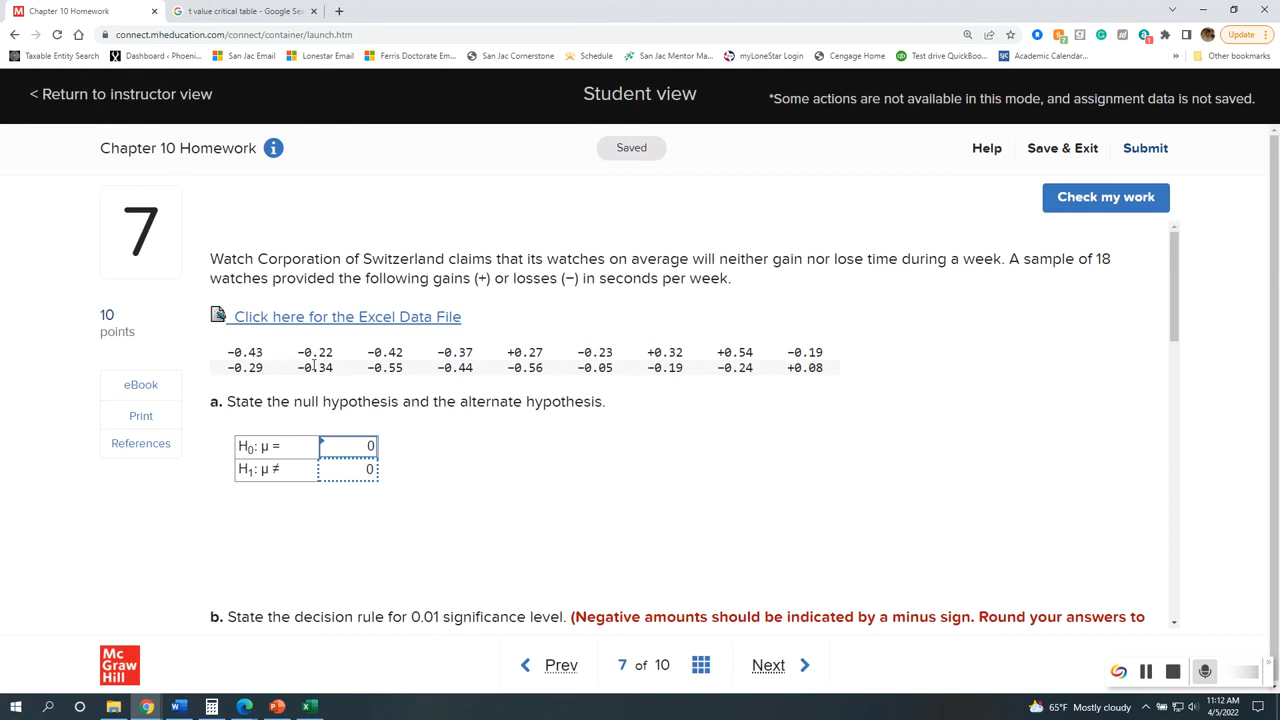 Chapter 10 Homework
t value critical table - Google Sea
connect.mheducation.com/connect/container/launch.htm
Update
Taxable Entity Search
Dashboard ‹ Phoeni...
San Jac Email
Lonestar Email
Ferris Doctorate Em...
San Jac Cornerstone
Schedule
San Jac Mentor Ma...
myLoneStar Login
Cengage Home
Test drive QuickBoo...
Academic Calendar...
»
Other bookmarks
< Return to instructor view
Student view
*Some actions are not available in this mode, and assignment data is not saved.
Chapter 10 Homework i
Saved
Help
Save & Exit
Submit
7
Check my work
10
points
eBook
Print
References
Watch Corporation of Switzerland claims that its watches on average will neither gain nor lose time during a week. A sample of 18
watches provided the following gains (+) or losses (−) in seconds per week.
Click here for the Excel Data File
−0.43 −0.22 −0.42 −0.37 +0.27 −0.23 +0.32 +0.54 −0.19
−0.29 −0.34 −0.55 −0.44 −0.56 −0.05 −0.19 −0.24 +0.08
a. State the null hypothesis and the alternate hypothesis.
H0: μ = 0
H1: μ ≠ 0
b. State the decision rule for 0.01 significance level. (Negative amounts should be indicated by a minus sign. Round your answers to
Mc
Graw
Hill
Prev
7 of 10
Next
65°F Mostly cloudy
11:12 AM
4/5/2022